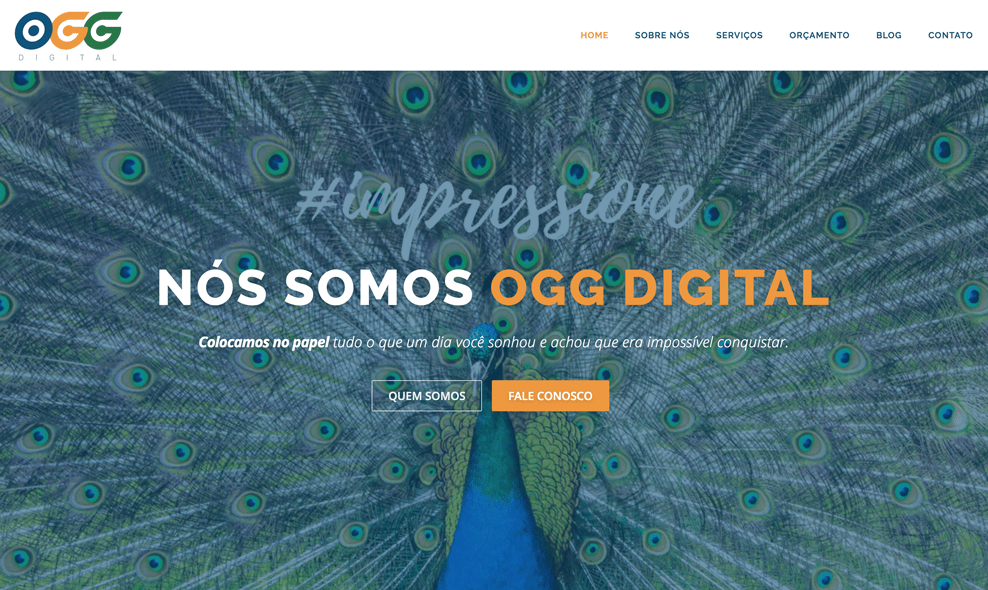 OGG
DIGITAL
HOME SOBRE NÓS SERVIÇOS ORÇAMENTO BLOG CONTATO
#impressione
NÓS SOMOS OGG DIGITAL
Colocamos no papel tudo o que um dia você sonhou e achou que era impossível conquistar.
QUEM SOMOS FALE CONOSCO